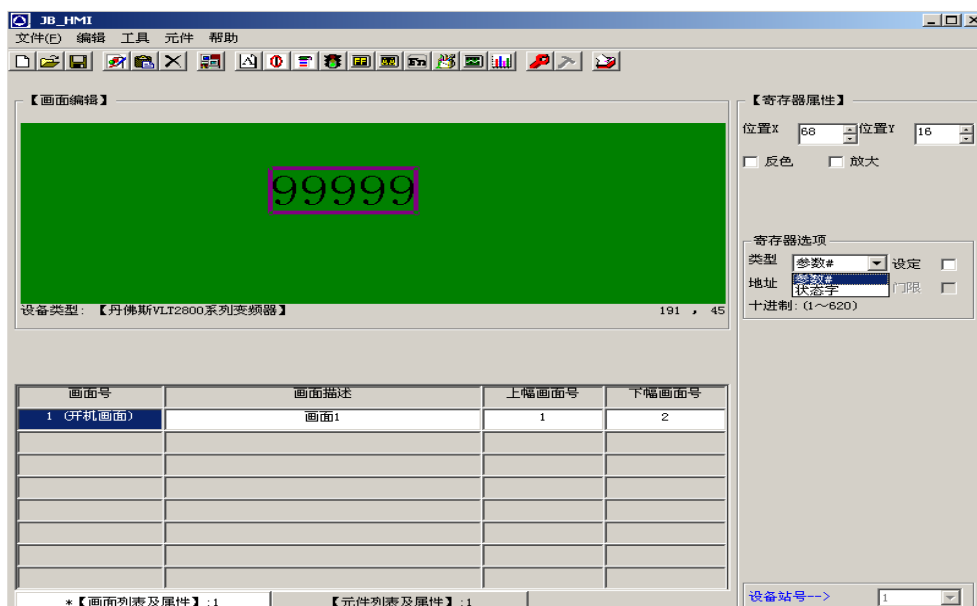 JB_HMI
文件(F) 编辑 工具 元件 帮助
【画面编辑】
99999
设备类型: 【丹佛斯VLT2800系列变频器】 191 , 45
画面号 画面描述 上幅画面号 下幅画面号
1 (开机画面) 画面1 1 2
*【画面列表及属性】:1 【元件列表及属性】:1
【寄存器属性】
位置X 68 位置Y 16
反色 放大
寄存器选项
类型 参数# 设定
参数#
地址 状态字 门限
十进制: (1~620)
设备站号--> 1